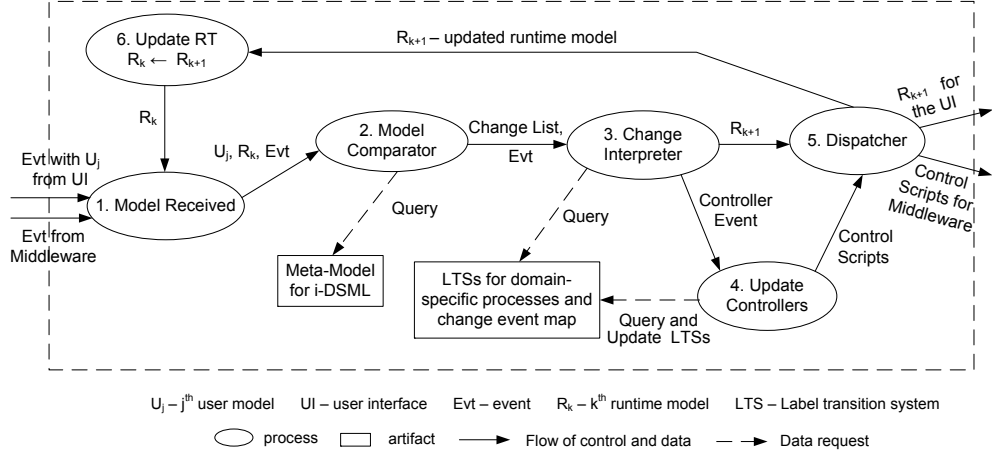 6. Update RT
Rk ← Rk+1
Rk+1 – updated runtime model
Rk+1 for
the UI
Rk
2. Model
Comparator
Change List,
Evt
3. Change
Interpreter
Rk+1
5. Dispatcher
Uj, Rk, Evt
Evt with Uj
from UI
1. Model Received
Evt from
Middleware
Control
Scripts for
Middleware
Query
Query
Controller
Event
Control
Scripts
Meta-Model
for i-DSML
LTSs for domain-
specific processes and
change event map
4. Update
Controllers
Query and
Update LTSs
Uj – jth user model UI – user interface Evt – event Rk – kth runtime model LTS – Label transition system
process artifact Flow of control and data Data request